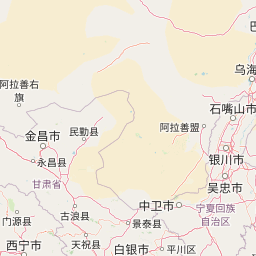 巴
乌海
阿拉善右
旗
石嘴山市
阿拉善盟
金昌市
民勤县
银川市
永昌县
甘肃省
吴忠市
中卫市
宁夏回族
自治区
古浪县
门源县
景泰县
西宁市
天祝县
白银市
平川区